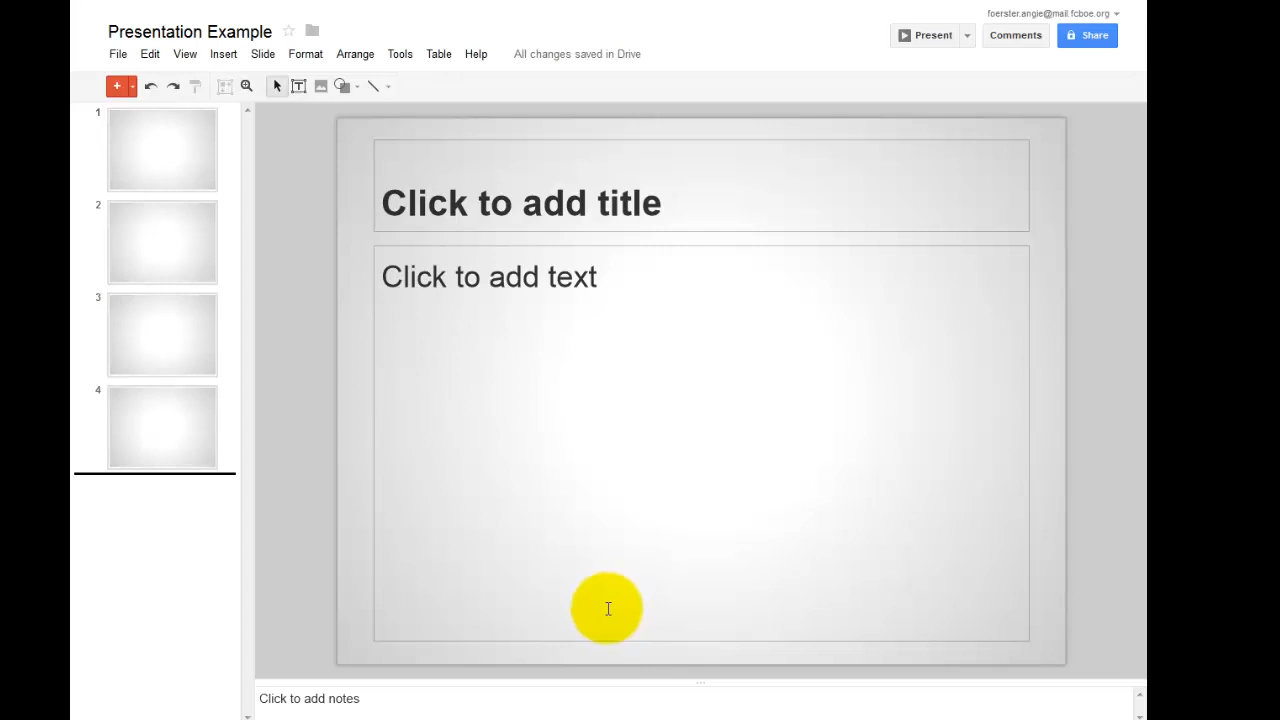 foerster.angie@mail.fcboe.org
Presentation Example
Present
Comments
Share
File Edit View Insert Slide Format Arrange Tools Table Help All changes saved in Drive
1
2
3
4
Click to add title
Click to add text
Click to add notes